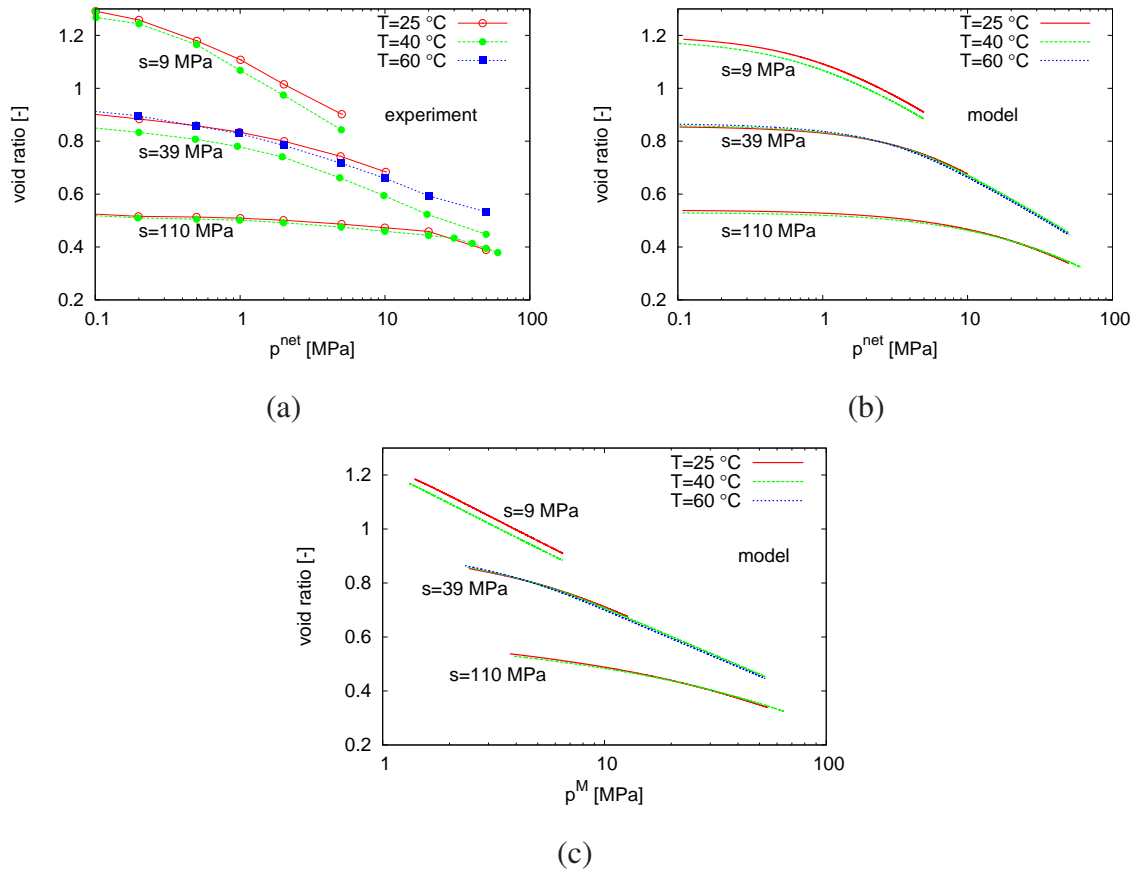 T=25 °C
T=40 °C
T=60 °C
s=9 MPa
experiment
s=39 MPa
s=110 MPa
void ratio [-]
1.2
1
0.8
0.6
0.4
0.2
0.1
1
10
100
p^net [MPa]
(a)
T=25 °C
T=40 °C
T=60 °C
s=9 MPa
model
s=39 MPa
s=110 MPa
void ratio [-]
1.2
1
0.8
0.6
0.4
0.2
0.1
1
10
100
p^net [MPa]
(b)
T=25 °C
T=40 °C
T=60 °C
s=9 MPa
model
s=39 MPa
s=110 MPa
void ratio [-]
1.2
1
0.8
0.6
0.4
0.2
1
10
100
p^M [MPa]
(c)